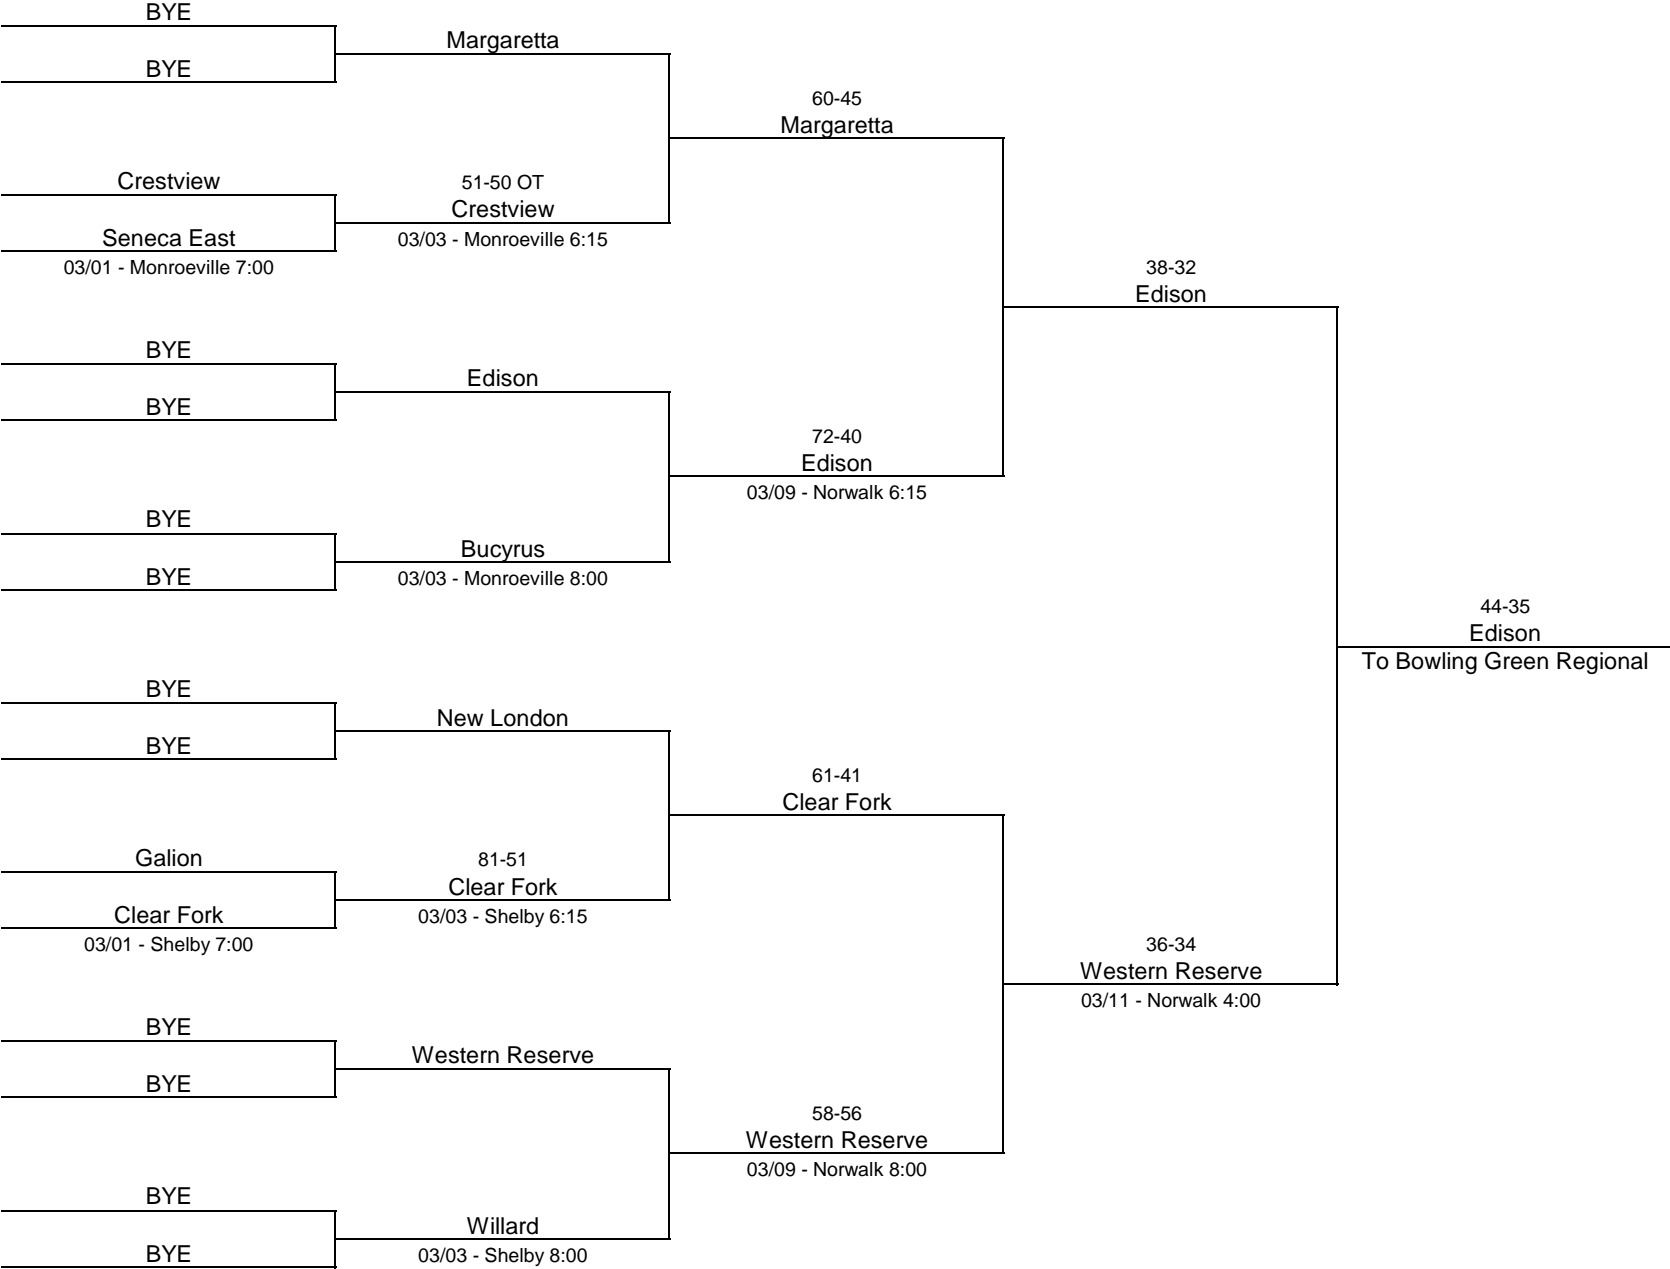 BYE
BYE
Crestview
Seneca East
03/01 - Monroeville 7:00
BYE
BYE
BYE
BYE
BYE
BYE
Galion
Clear Fork
03/01 - Shelby 7:00
BYE
BYE
BYE
BYE
Margaretta
51-50 OT
Crestview
03/03 - Monroeville 6:15
Edison
Bucyrus
03/03 - Monroeville 8:00
New London
81-51
Clear Fork
03/03 - Shelby 6:15
Western Reserve
Willard
03/03 - Shelby 8:00
60-45
Margaretta
72-40
Edison
03/09 - Norwalk 6:15
61-41
Clear Fork
58-56
Western Reserve
03/09 - Norwalk 8:00
38-32
Edison
36-34
Western Reserve
03/11 - Norwalk 4:00
44-35
Edison
To Bowling Green Regional